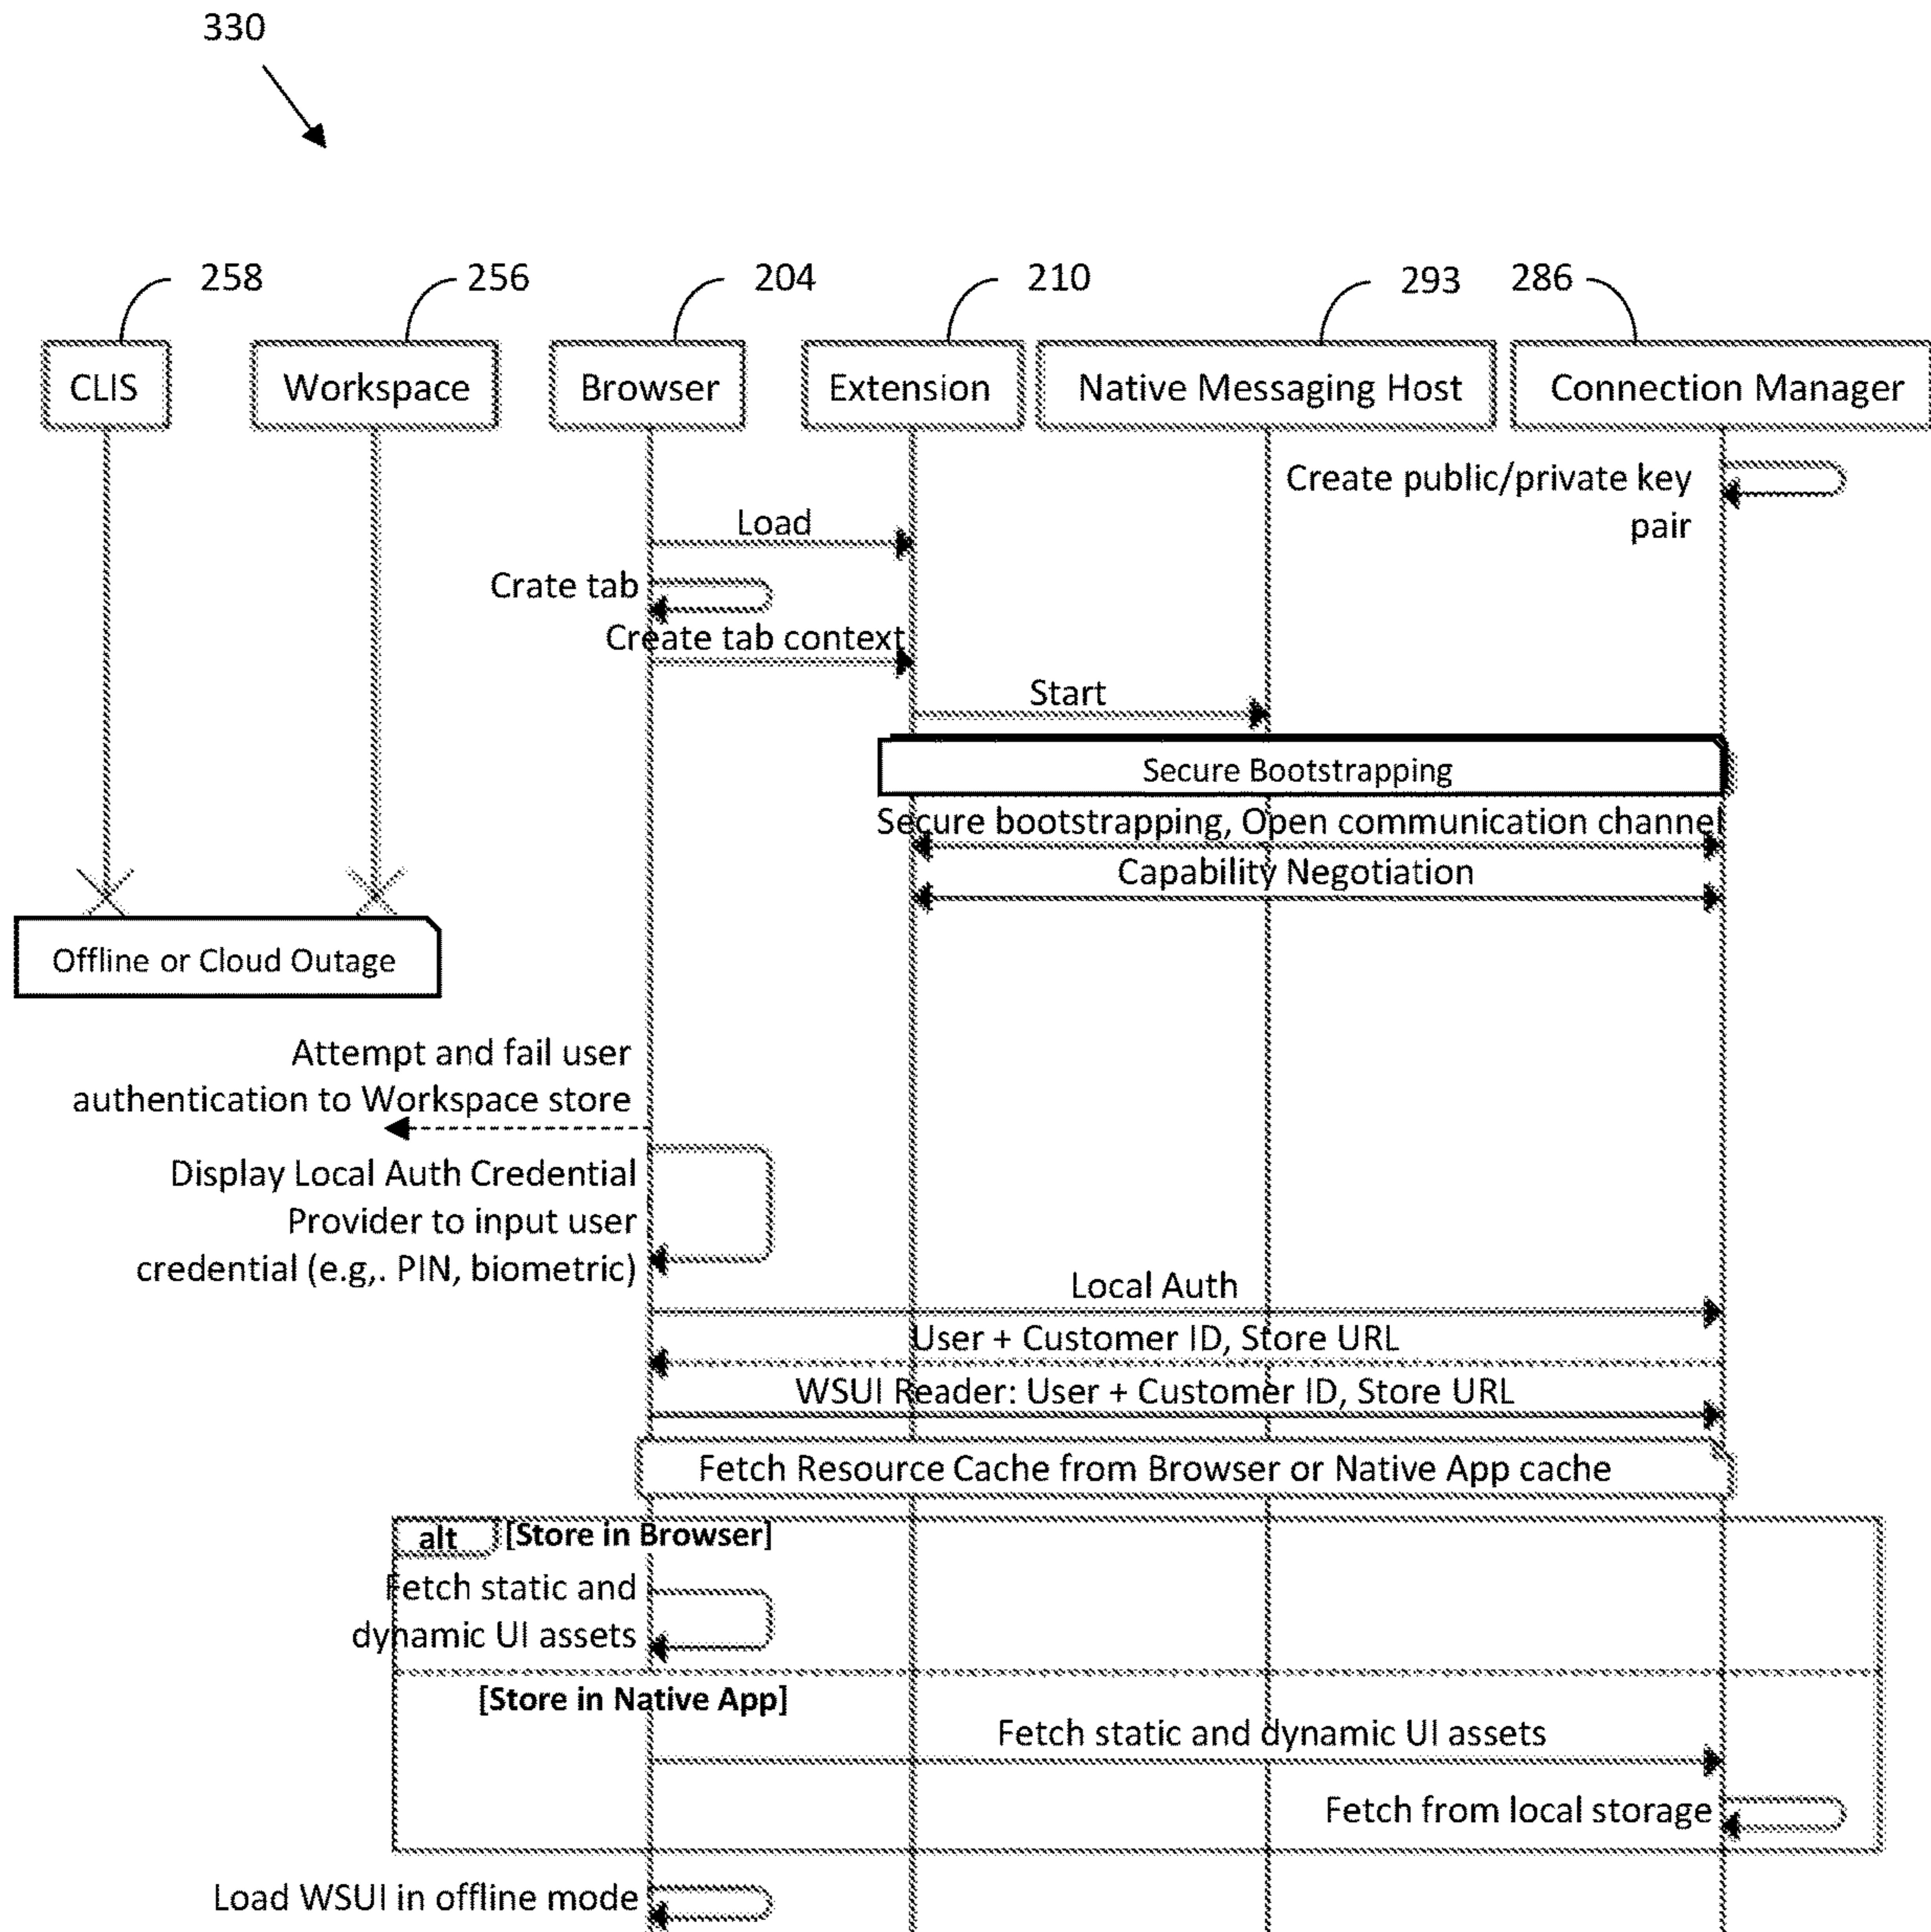 330
258
256
204
210
293
286
CLIS
Workspace
Browser
Extension
Native Messaging Host
Connection Manager
Create public/private key
pair
Load
Crate tab
Create tab context
Start
Secure Bootstrapping
Secure bootstrapping, Open communication channel
Capability Negotiation
Offline or Cloud Outage
Attempt and fail user
authentication to Workspace store
Display Local Auth Credential
Provider to input user
credential (e.g,. PIN, biometric)
Local Auth
User + Customer ID, Store URL
WSUI Reader: User + Customer ID, Store URL
Fetch Resource Cache from Browser or Native App cache
alt [Store in Browser]
Fetch static and
dynamic UI assets
[Store in Native App]
Fetch static and dynamic UI assets
Fetch from local storage
Load WSUI in offline mode